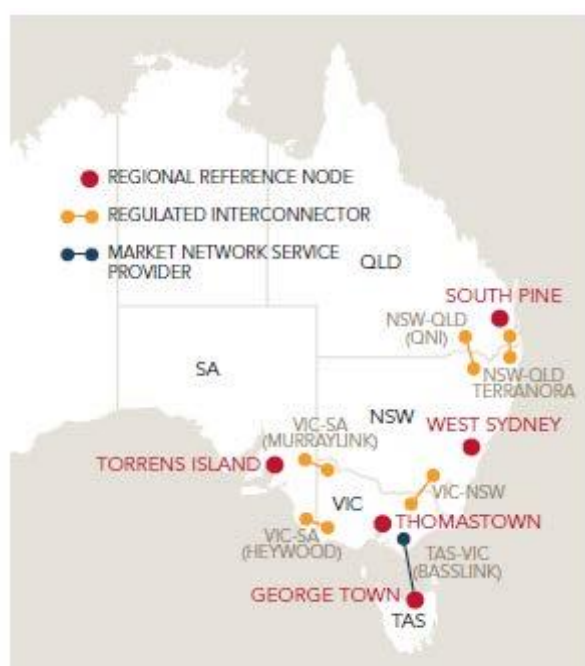 REGIONAL REFERENCE NODE
REGULATED INTERCONNECTOR
MARKET NETWORK SERVICE
PROVIDER
QLD
SOUTH PINE
NSW-QLD
(QNI)
NSW-QLD
TERRANORA
SA
NSW
VIC-SA
(MURRAYLINK)
WEST SYDNEY
TORRENS ISLAND
VIC-NSW
VIC
THOMASTOWN
VIC-SA
(HEYWOOD)
TAS-VIC
(BASSLINK)
GEORGE TOWN
TAS